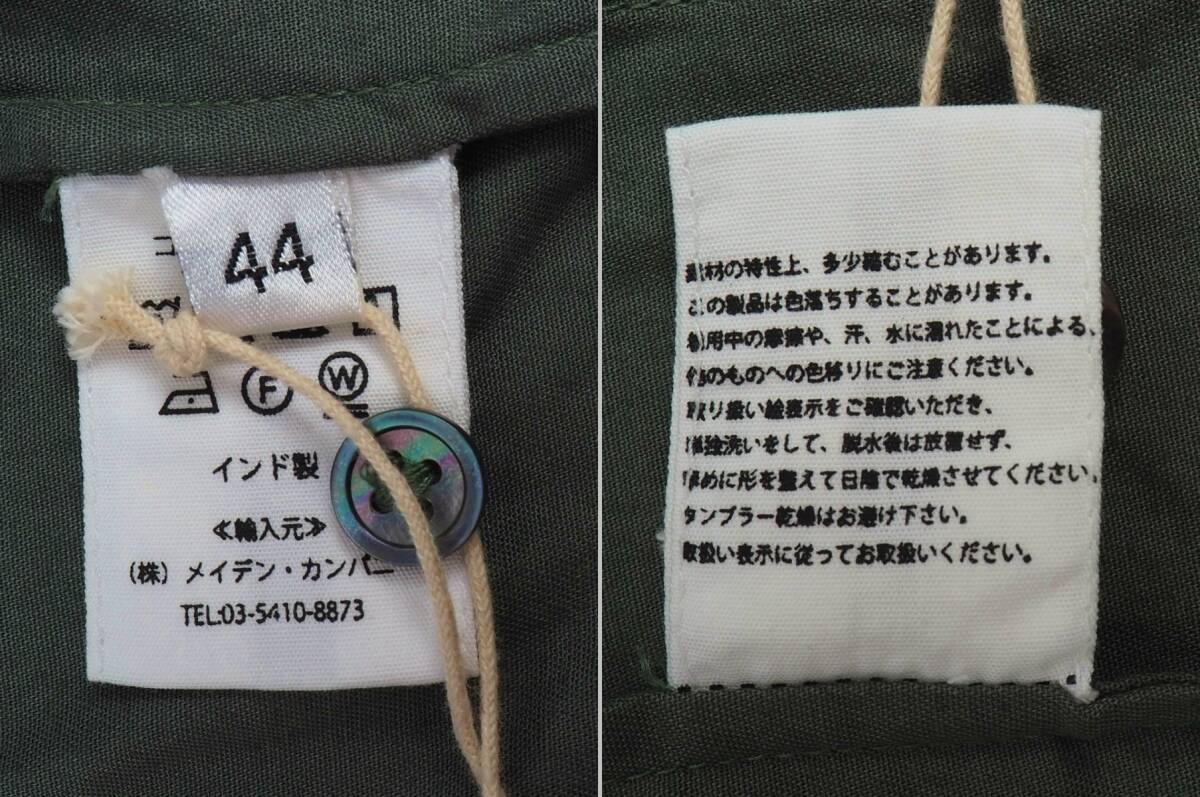 44
F
W
インド製
≪輸入元≫
(株) メイデン・カンパニー
TEL:03-5410-8873
素材の特性上、多少縮むことがあります。
この製品は色落ちすることがあります。
着用中の摩擦や、汗、水に濡れたことによる、
他のものへの色移りにご注意ください。
取り扱い絵表示をご確認いただき、
単独洗いをして、脱水後は放置せず、
早めに形を整えて日陰で乾燥させてください。
タンブラー乾燥はお避け下さい。
取扱い表示に従ってお取扱いください。